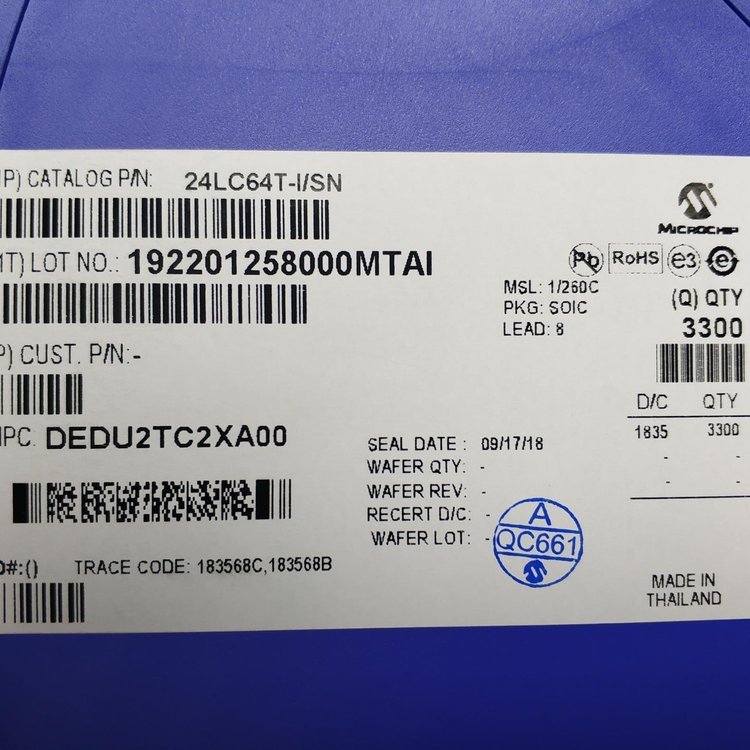 IP) CATALOG P/N: 24LC64T-I/SN
MICROCHIP
1T) LOT NO.: 192201258000MTAI
Pb RoHS e3 e
MSL: 1/260C
PKG: SOIC
LEAD: 8
(Q) QTY
3300
P) CUST. P/N:-
D/C QTY
1835 3300
- -
- -
MPC: DEDU2TC2XA00
SEAL DATE : 09/17/18
WAFER QTY: -
WAFER REV: -
RECERT D/C: -
WAFER LOT: -
A
QC661
D#:() TRACE CODE: 183568C,183568B
MADE IN
THAILAND